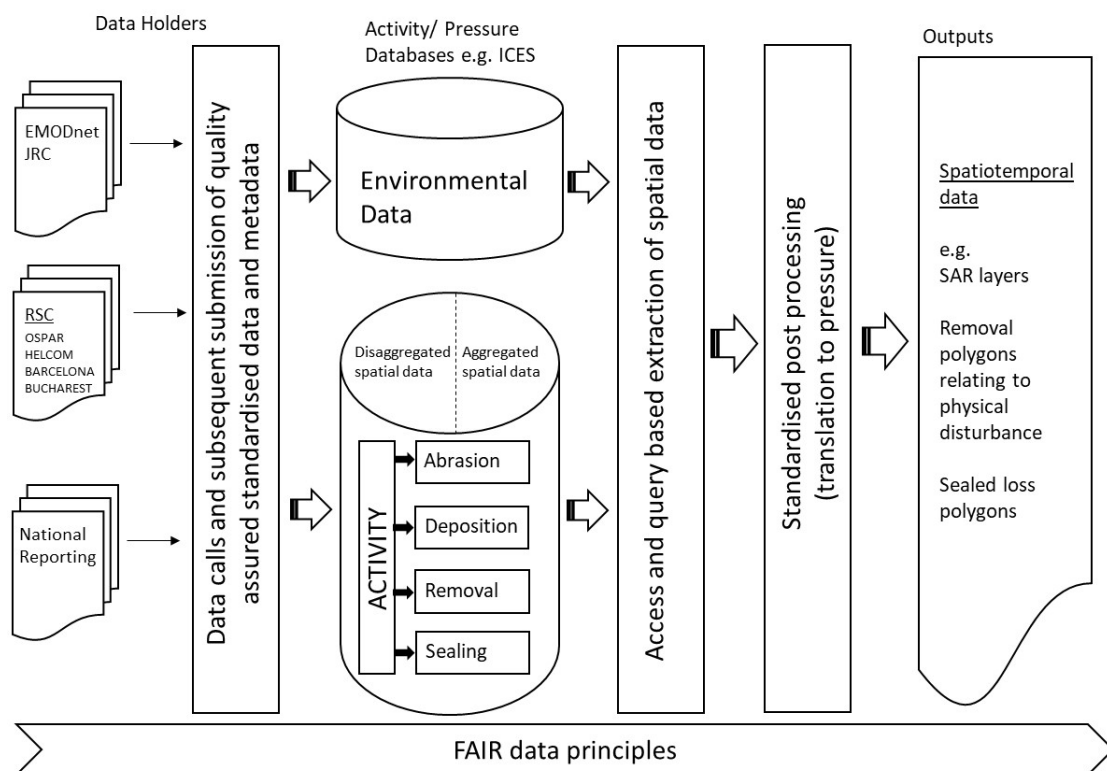 Data Holders
EMODnet
JRC
RSC
OSPAR
HELCOM
BARCELONA
BUCHAREST
National
Reporting
Data calls and subsequent submission of quality
assured standardised data and metadata
Activity/ Pressure
Databases e.g. ICES
Environmental
Data
Disaggregated
spatial data
Aggregated
spatial data
ACTIVITY
Abrasion
Deposition
Removal
Sealing
Access and query based extraction of spatial data
Standardised post processing
(translation to pressure)
Outputs
Spatiotemporal
data
e.g.
SAR layers
Removal
polygons
relating to
physical
disturbance
Sealed loss
polygons
FAIR data principles